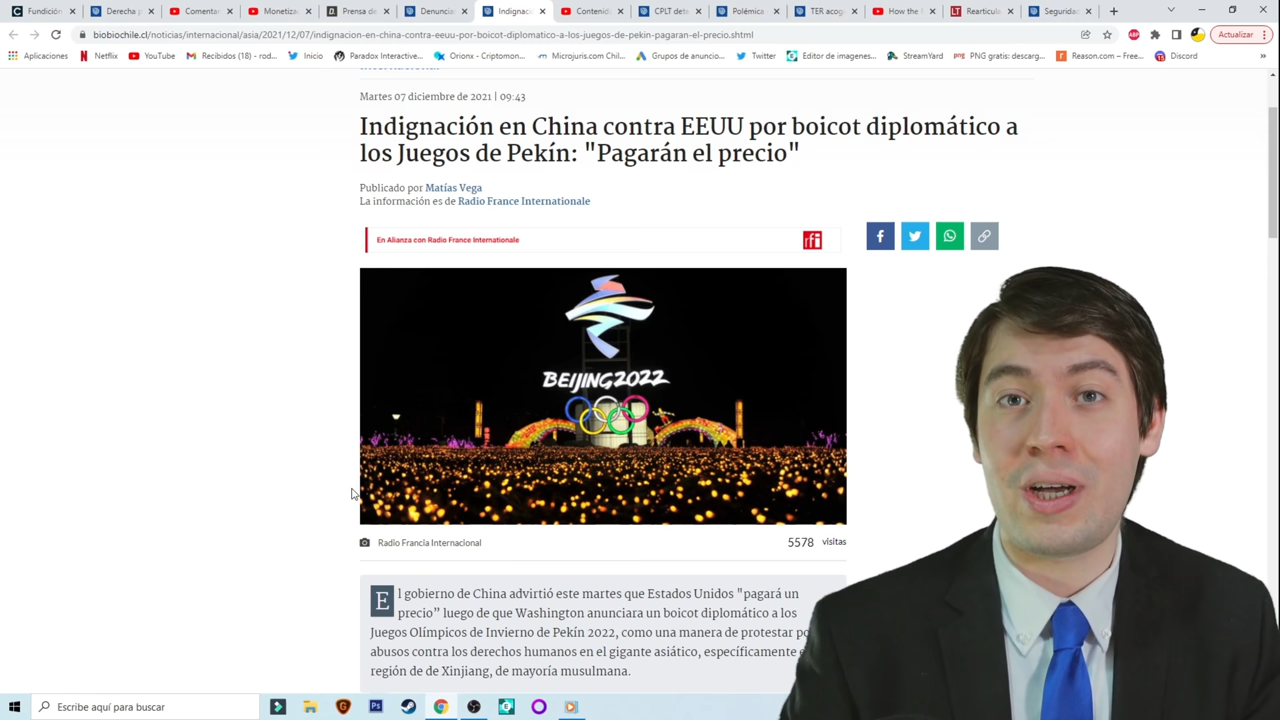 Fundición
Derecha p
Comentar
Monetizac
Prensa de
Denuncian
Indignac
Contenid
CPLT dete
Polémica
TER acog
How the I
Rearticula
Seguridad
biobiochile.cl/noticias/internacional/asia/2021/12/07/indignacion-en-china-contra-eeuu-por-boicot-diplomatico-a-los-juegos-de-pekin-pagaran-el-precio.shtml
ABP
Actualizar
Aplicaciones
Netflix
YouTube
Recibidos (18) - rod...
Inicio
Paradox Interactive...
Orionx - Criptomon...
Microjuris.com Chil...
Grupos de anuncio...
Twitter
Editor de imagenes...
StreamYard
PNG gratis: descarg...
Reason.com – Free...
Discord
Martes 07 diciembre de 2021 | 09:43
Indignación en China contra EEUU por boicot diplomático a
los Juegos de Pekín: "Pagarán el precio"
Publicado por Matías Vega
La información es de Radio France Internationale
En Alianza con Radio France Internationale
rfi
BEIJING2022
Radio Francia Internacional
5578 visitas
El gobierno de China advirtió este martes que Estados Unidos "pagará un
precio" luego de que Washington anunciara un boicot diplomático a los
Juegos Olímpicos de Invierno de Pekín 2022, como una manera de protestar po
abusos contra los derechos humanos en el gigante asiático, específicamente e
región de de Xinjiang, de mayoría musulmana.
Escribe aquí para buscar